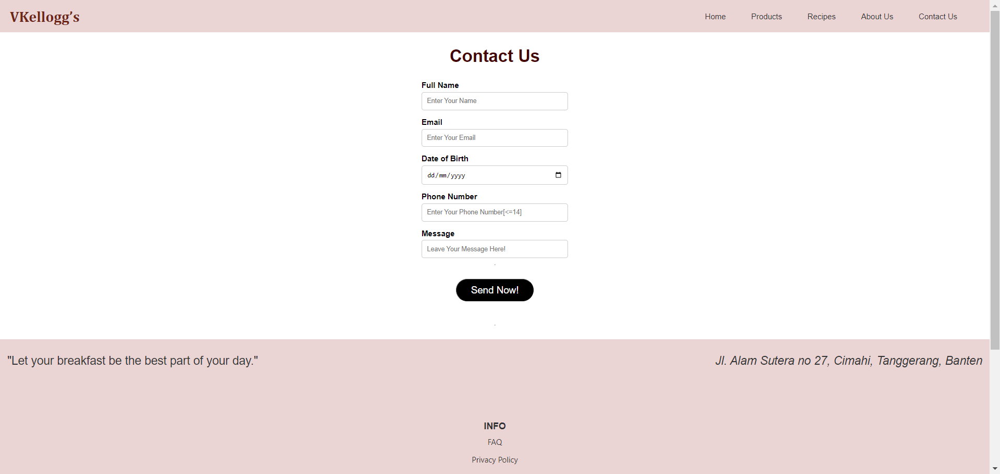 VKellogg’s
Home Products Recipes About Us Contact Us
Contact Us
Full Name
Enter Your Name
Email
Enter Your Email
Date of Birth
dd/mm/yyyy
Phone Number
Enter Your Phone Number[<=14]
Message
Leave Your Message Here!
.
Send Now!
.
"Let your breakfast be the best part of your day."
Jl. Alam Sutera no 27, Cimahi, Tanggerang, Banten
INFO
FAQ
Privacy Policy